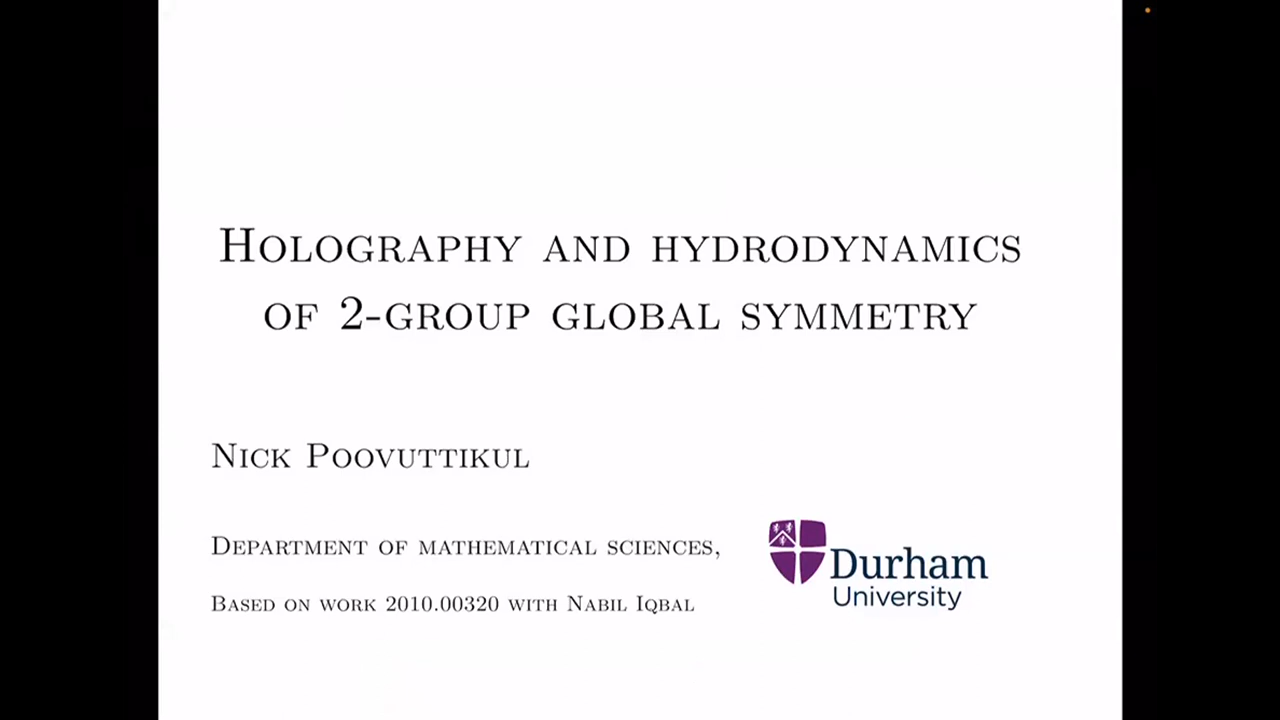 Holography and hydrodynamics
of 2-group global symmetry
Nick Poovuttikul
Department of mathematical sciences,
Based on work 2010.00320 with Nabil Iqbal
Durham
University